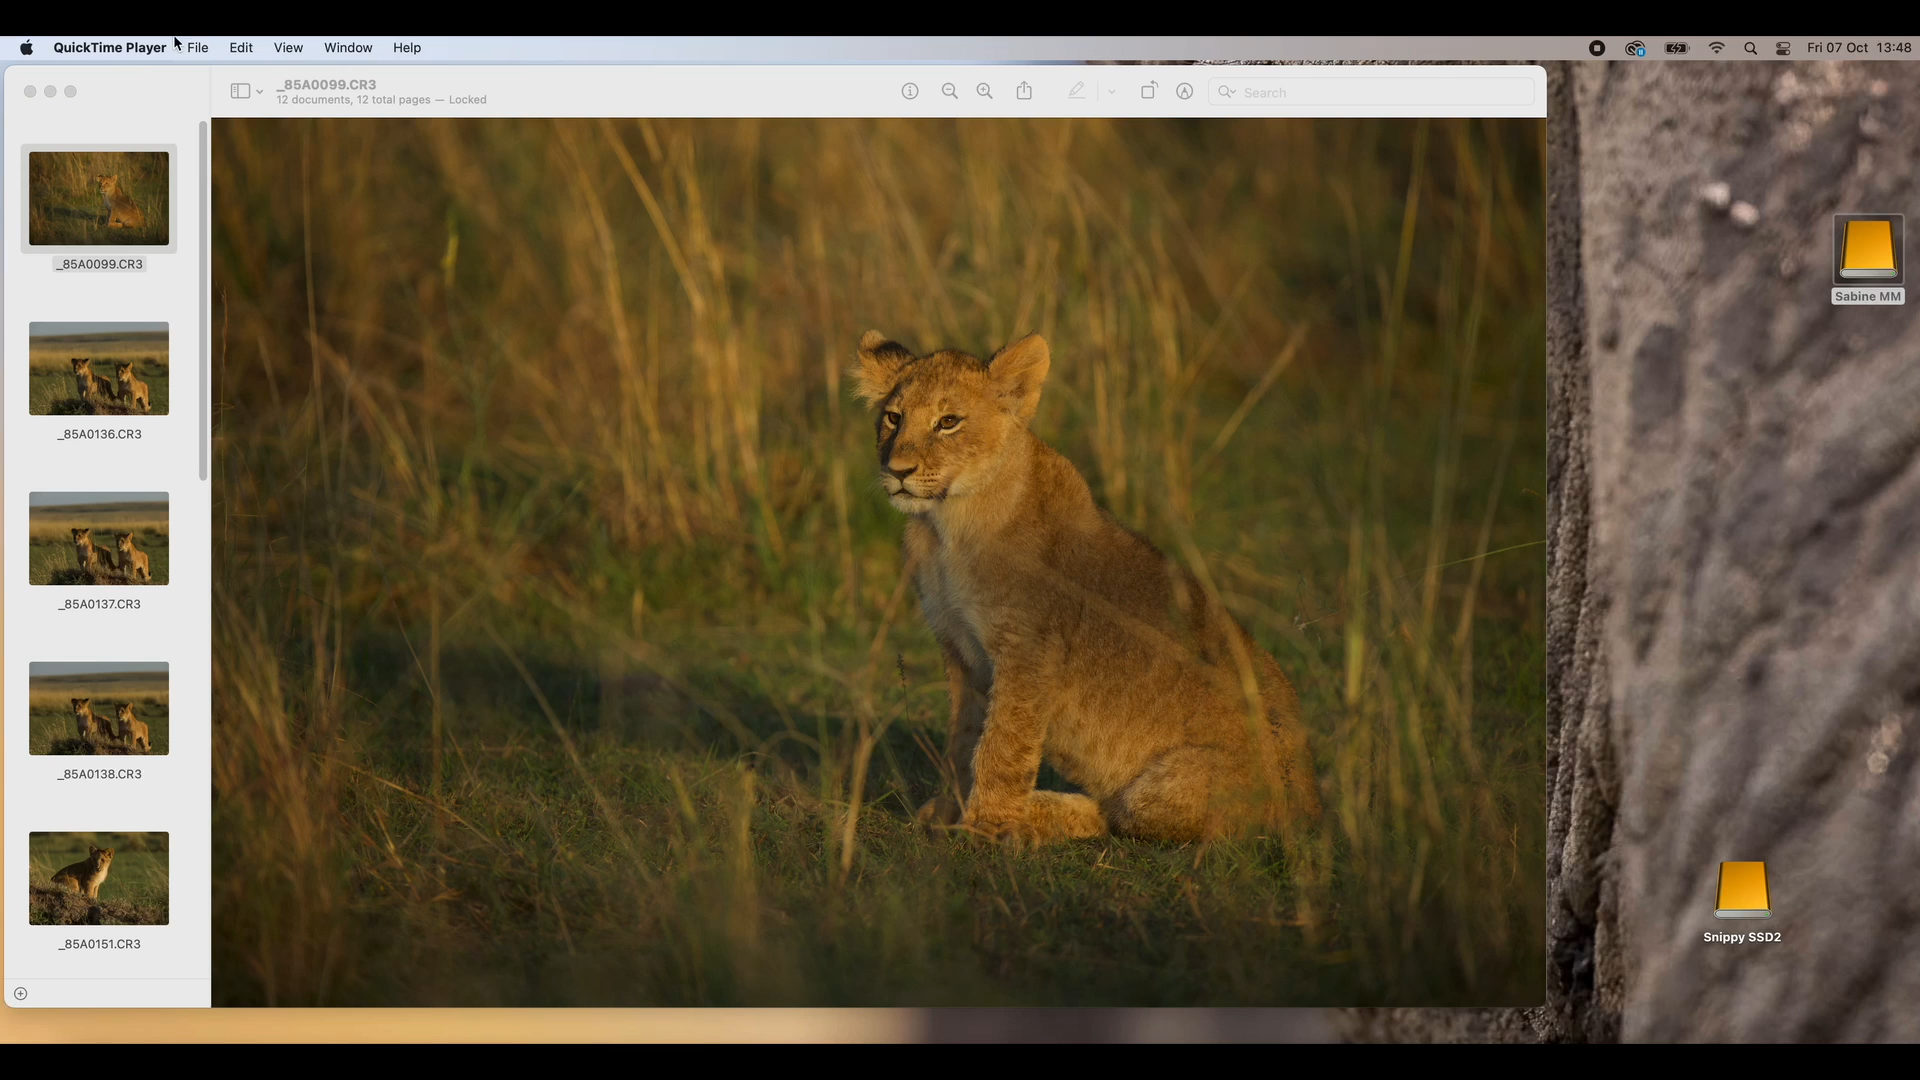 QuickTime Player File Edit View Window Help
Fri 07 Oct 13:48
_85A0099.CR3
12 documents, 12 total pages — Locked
Search
_85A0099.CR3
_85A0136.CR3
_85A0137.CR3
_85A0138.CR3
_85A0151.CR3
Sabine MM
Snippy SSD2